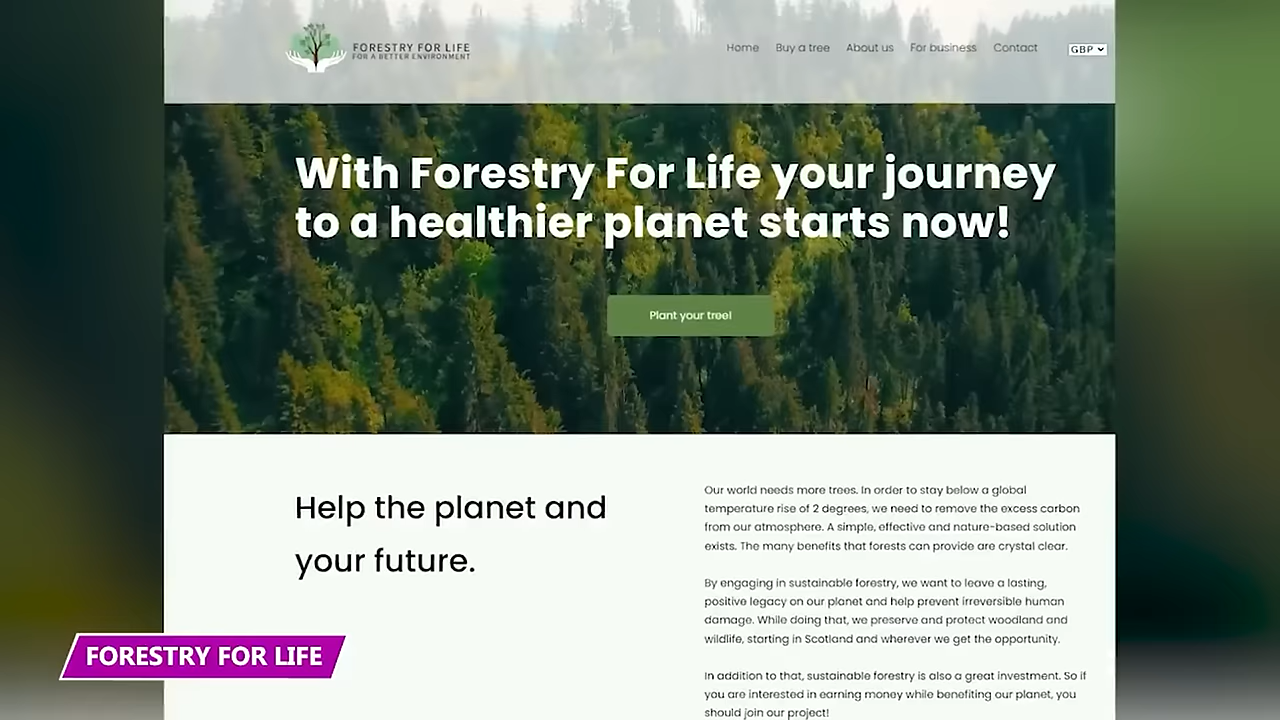 FORESTRY FOR LIFE
FOR A BETTER ENVIRONMENT
Home Buy a tree About us For business Contact GBP
With Forestry For Life your journey
to a healthier planet starts now!
Plant your tree!
Help the planet and
your future.
Our world needs more trees. In order to stay below a global
temperature rise of 2 degrees, we need to remove the excess carbon
from our atmosphere. A simple, effective and nature-based solution
exists. The many benefits that forests can provide are crystal clear.
By engaging in sustainable forestry, we want to leave a lasting,
positive legacy on our planet and help prevent irreversible human
damage. While doing that, we preserve and protect woodland and
wildlife, starting in Scotland and wherever we get the opportunity.
In addition to that, sustainable forestry is also a great investment. So if
you are interested in earning money while benefiting our planet, you
should join our project!
FORESTRY FOR LIFE